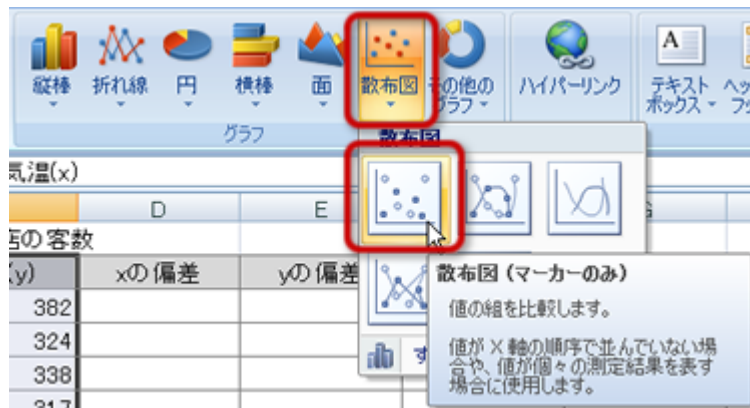 縦棒 折れ線 円 横棒 面 散布図 その他の ハイパーリンク テキスト
グラフ ボックス
グラフ
散布図
気温(x)
D E
店の客数
(y) xの偏差 yの偏差
382
324
338
317
散布図 (マーカーのみ)
値の組を比較します。
値が X 軸の順序で並んでいない場
合や、値が個々の測定結果を表す
場合に使用します。